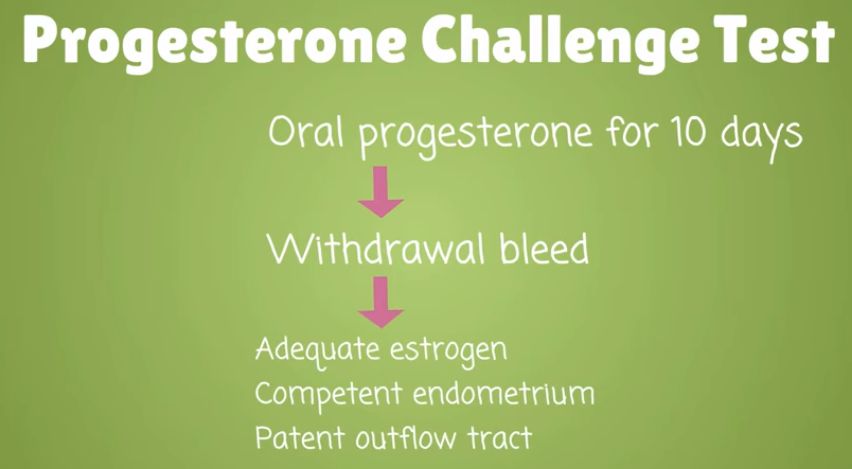 Progesterone Challenge Test
Oral progesterone for 10 days
Withdrawal bleed
Adequate estrogen
Competent endometrium
Patent outflow tract